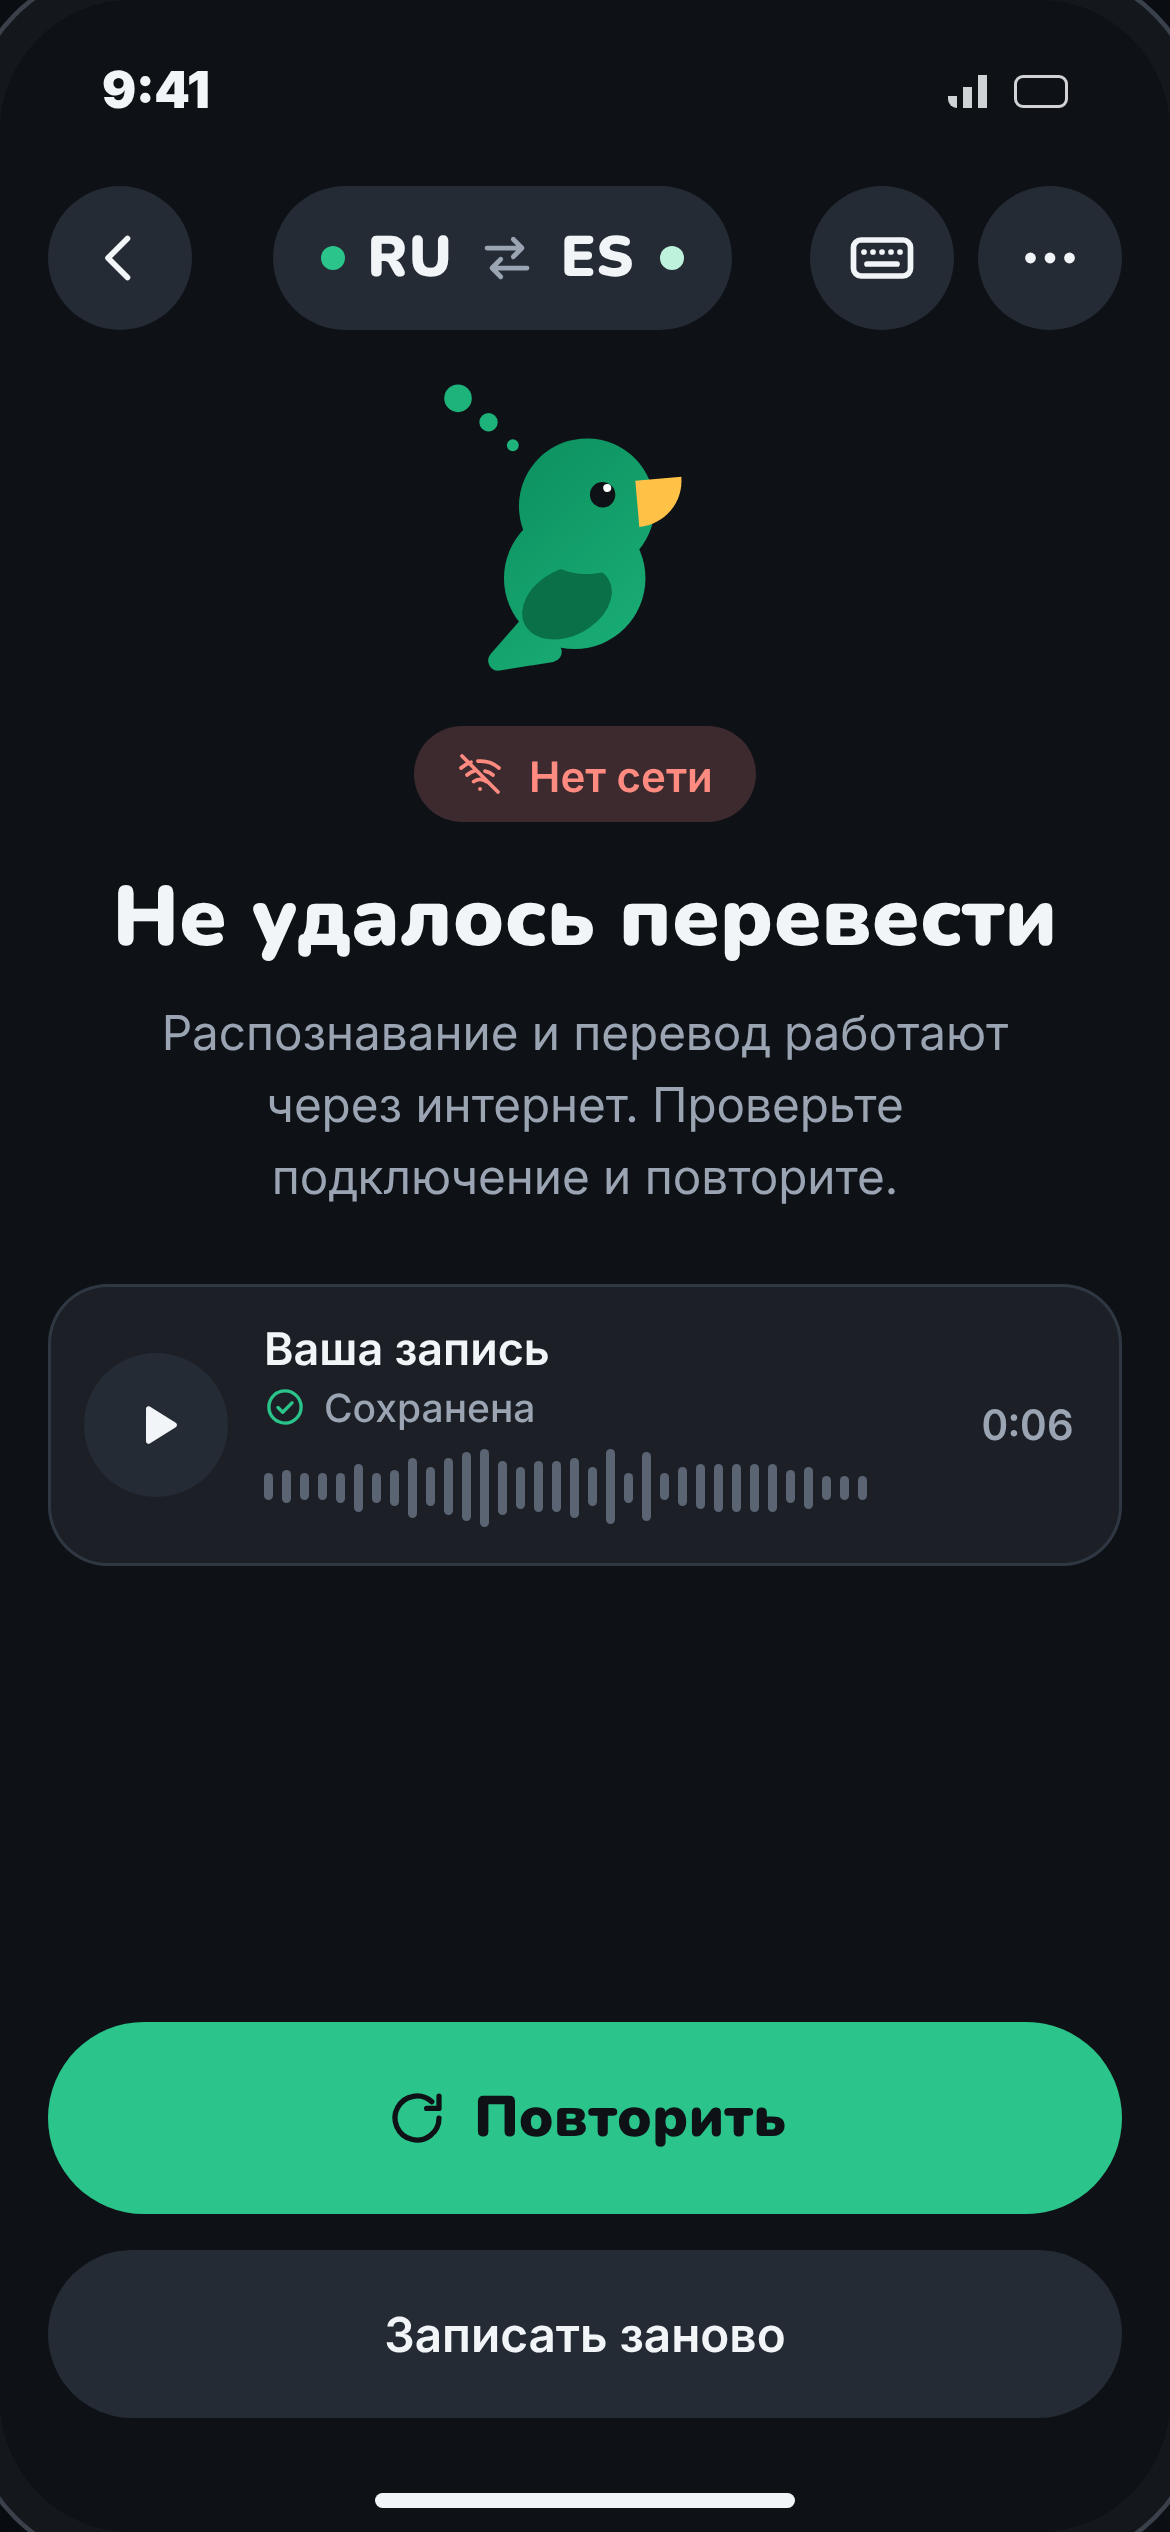 9:41
RU ES
Нет сети
Не удалось перевести
Распознавание и перевод работают
через интернет. Проверьте
подключение и повторите.
Ваша запись
Сохранена
0:06
Повторить
Записать заново